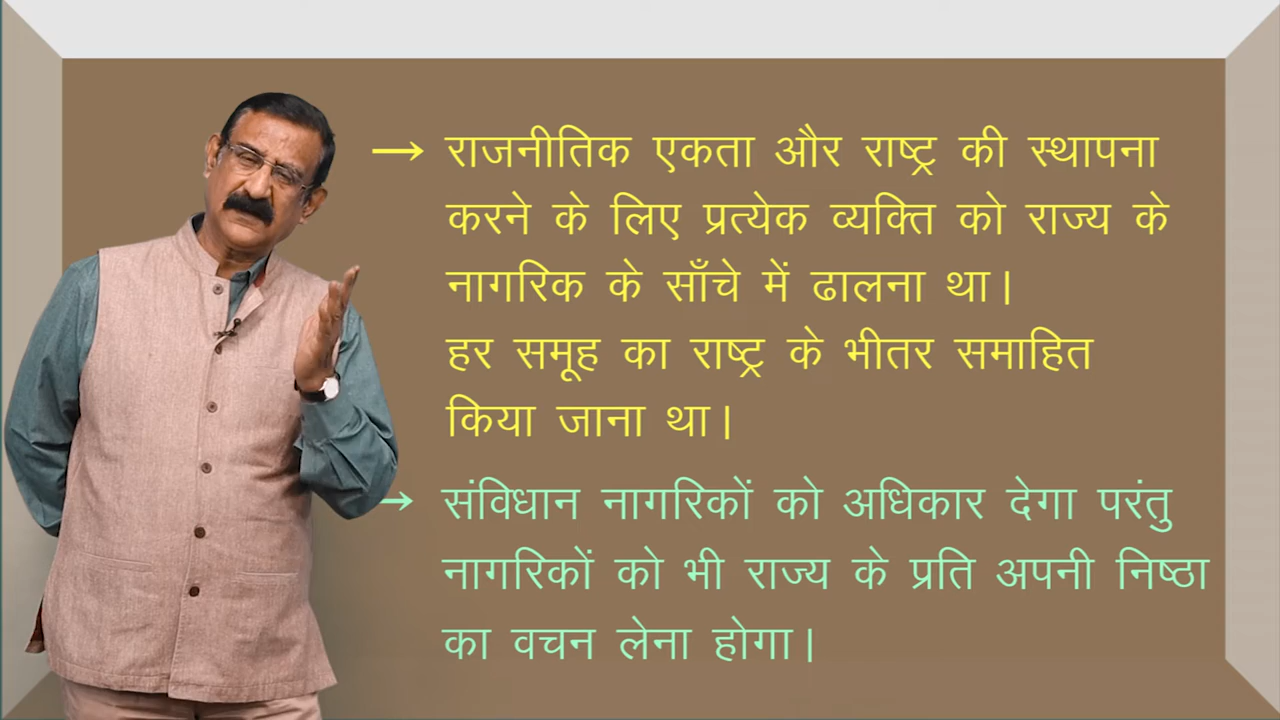 → राजनीतिक एकता और राष्ट्र की स्थापना
करने के लिए प्रत्येक व्यक्ति को राज्य के
नागरिक के साँचे में ढालना था।
हर समूह का राष्ट्र के भीतर समाहित
किया जाना था।
→ संविधान नागरिकों को अधिकार देगा परंतु
नागरिकों को भी राज्य के प्रति अपनी निष्ठा
का वचन लेना होगा।